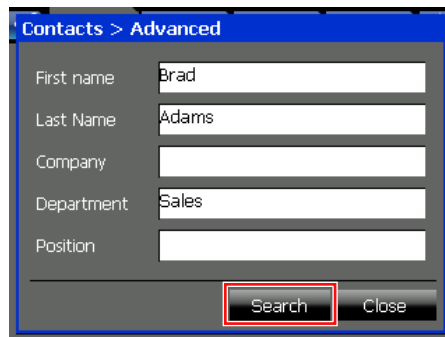 Contacts > Advanced
First name Brad
Last Name Adams
Company
Department Sales
Position
Search Close